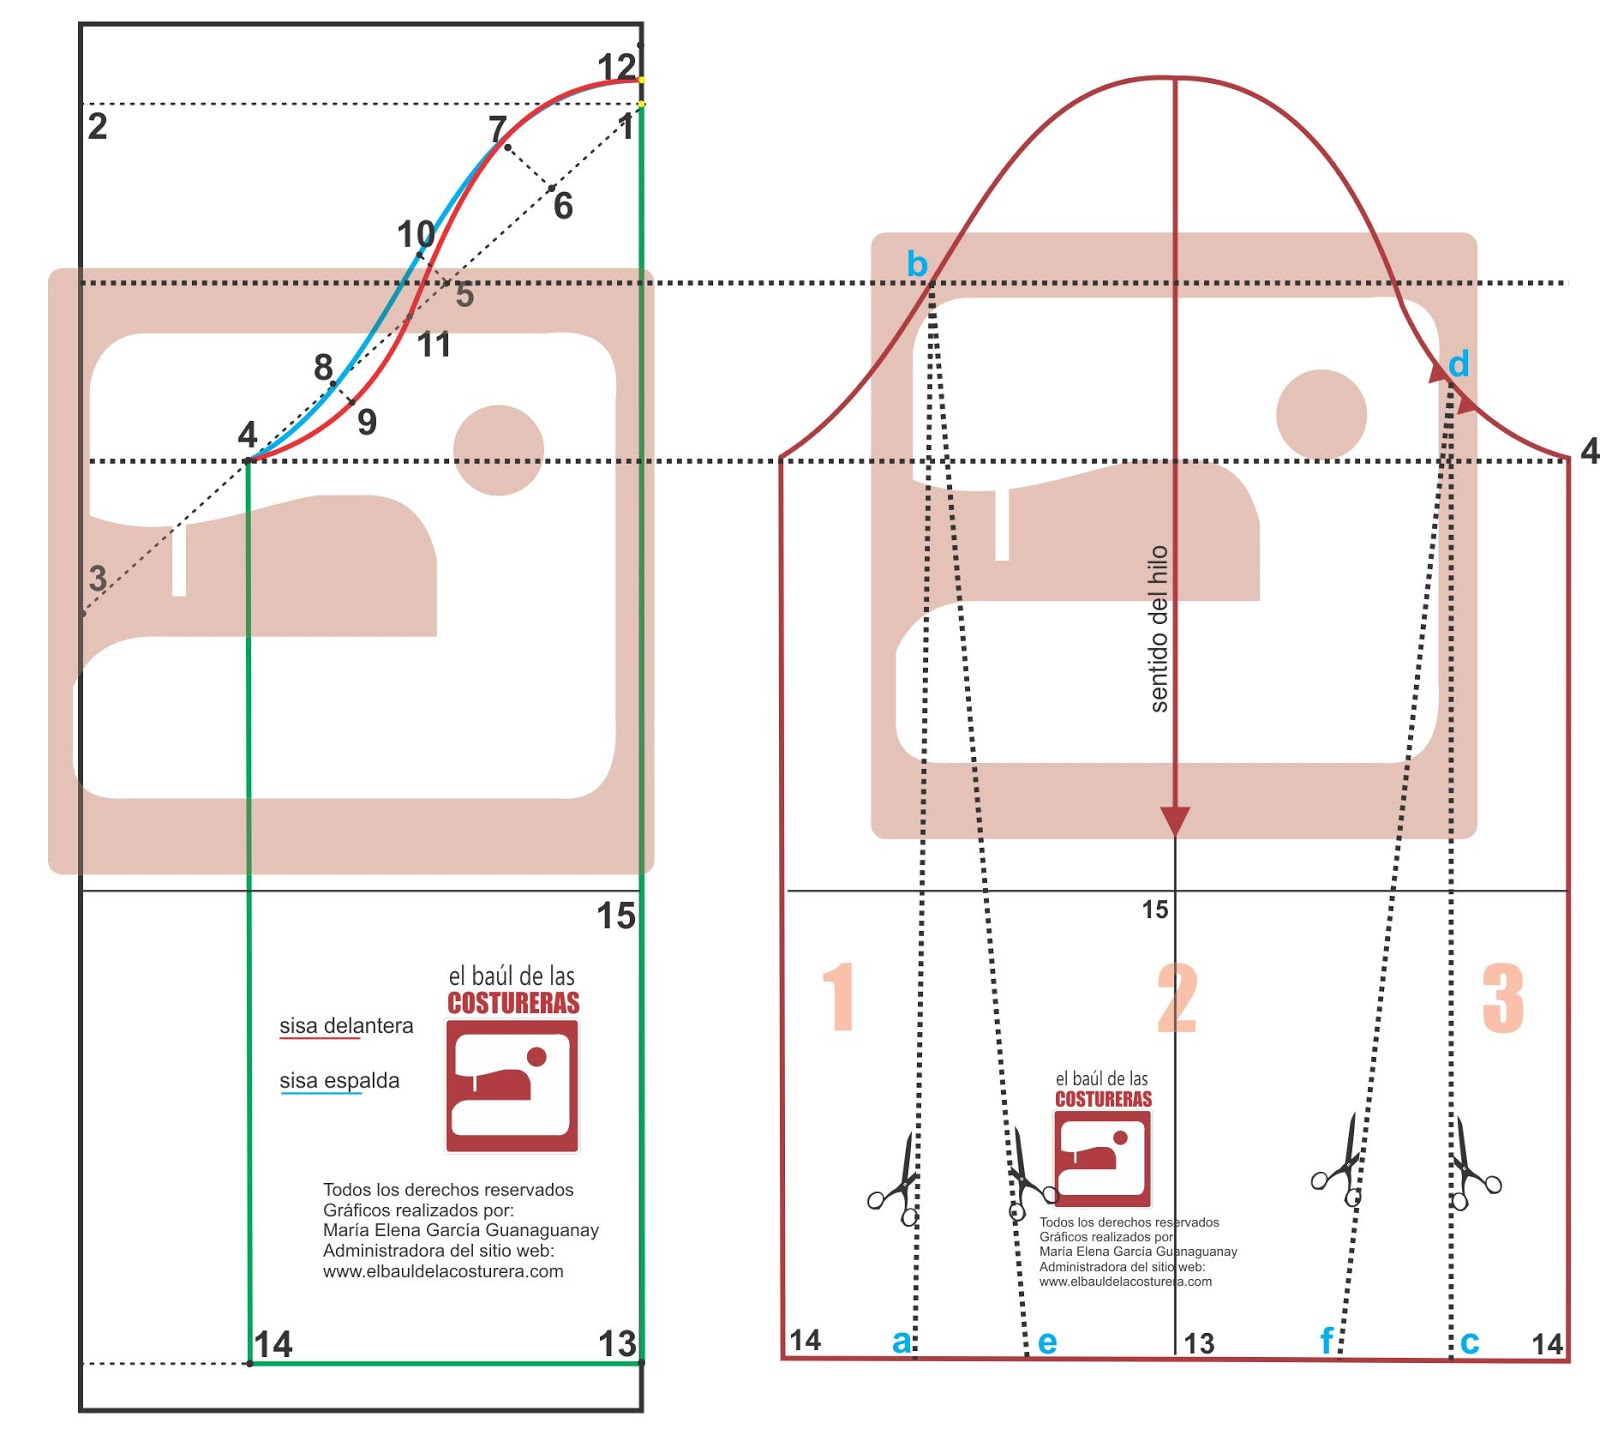 12
2
1
7
6
10
5
11
8
9
4
3
15
el baúl de las
COSTURERAS
sisa delantera
sisa espalda
Todos los derechos reservados
Gráficos realizados por:
María Elena García Guanaguanay
Administradora del sitio web:
www.elbauldelacosturera.com
14
13
b
d
4
sentido del hilo
15
1
2
3
el baúl de las
COSTURERAS
Todos los derechos reservados
Gráficos realizados por
María Elena García Guanaguanay
Administradora del sitio web:
www.elbauldelacosturera.com
14
a
e
13
f
c
14